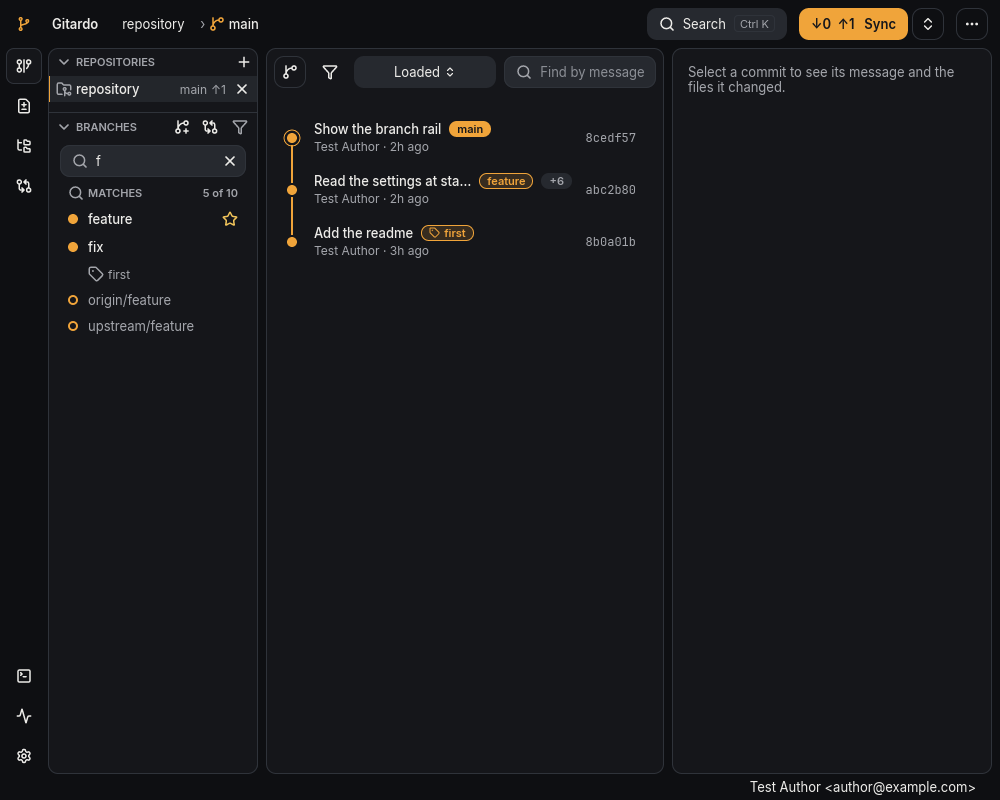 Gitardo repository › main Search Ctrl K ↓0 ↑1 Sync
REPOSITORIES
repository main ↑1
BRANCHES
f
MATCHES 5 of 10
feature
fix
first
origin/feature
upstream/feature
Loaded Find by message
Show the branch rail main
Test Author · 2h ago 8cedf57
Read the settings at sta... feature +6
Test Author · 2h ago abc2b80
Add the readme first
Test Author · 3h ago 8b0a01b
Select a commit to see its message and the
files it changed.
Test Author <author@example.com>